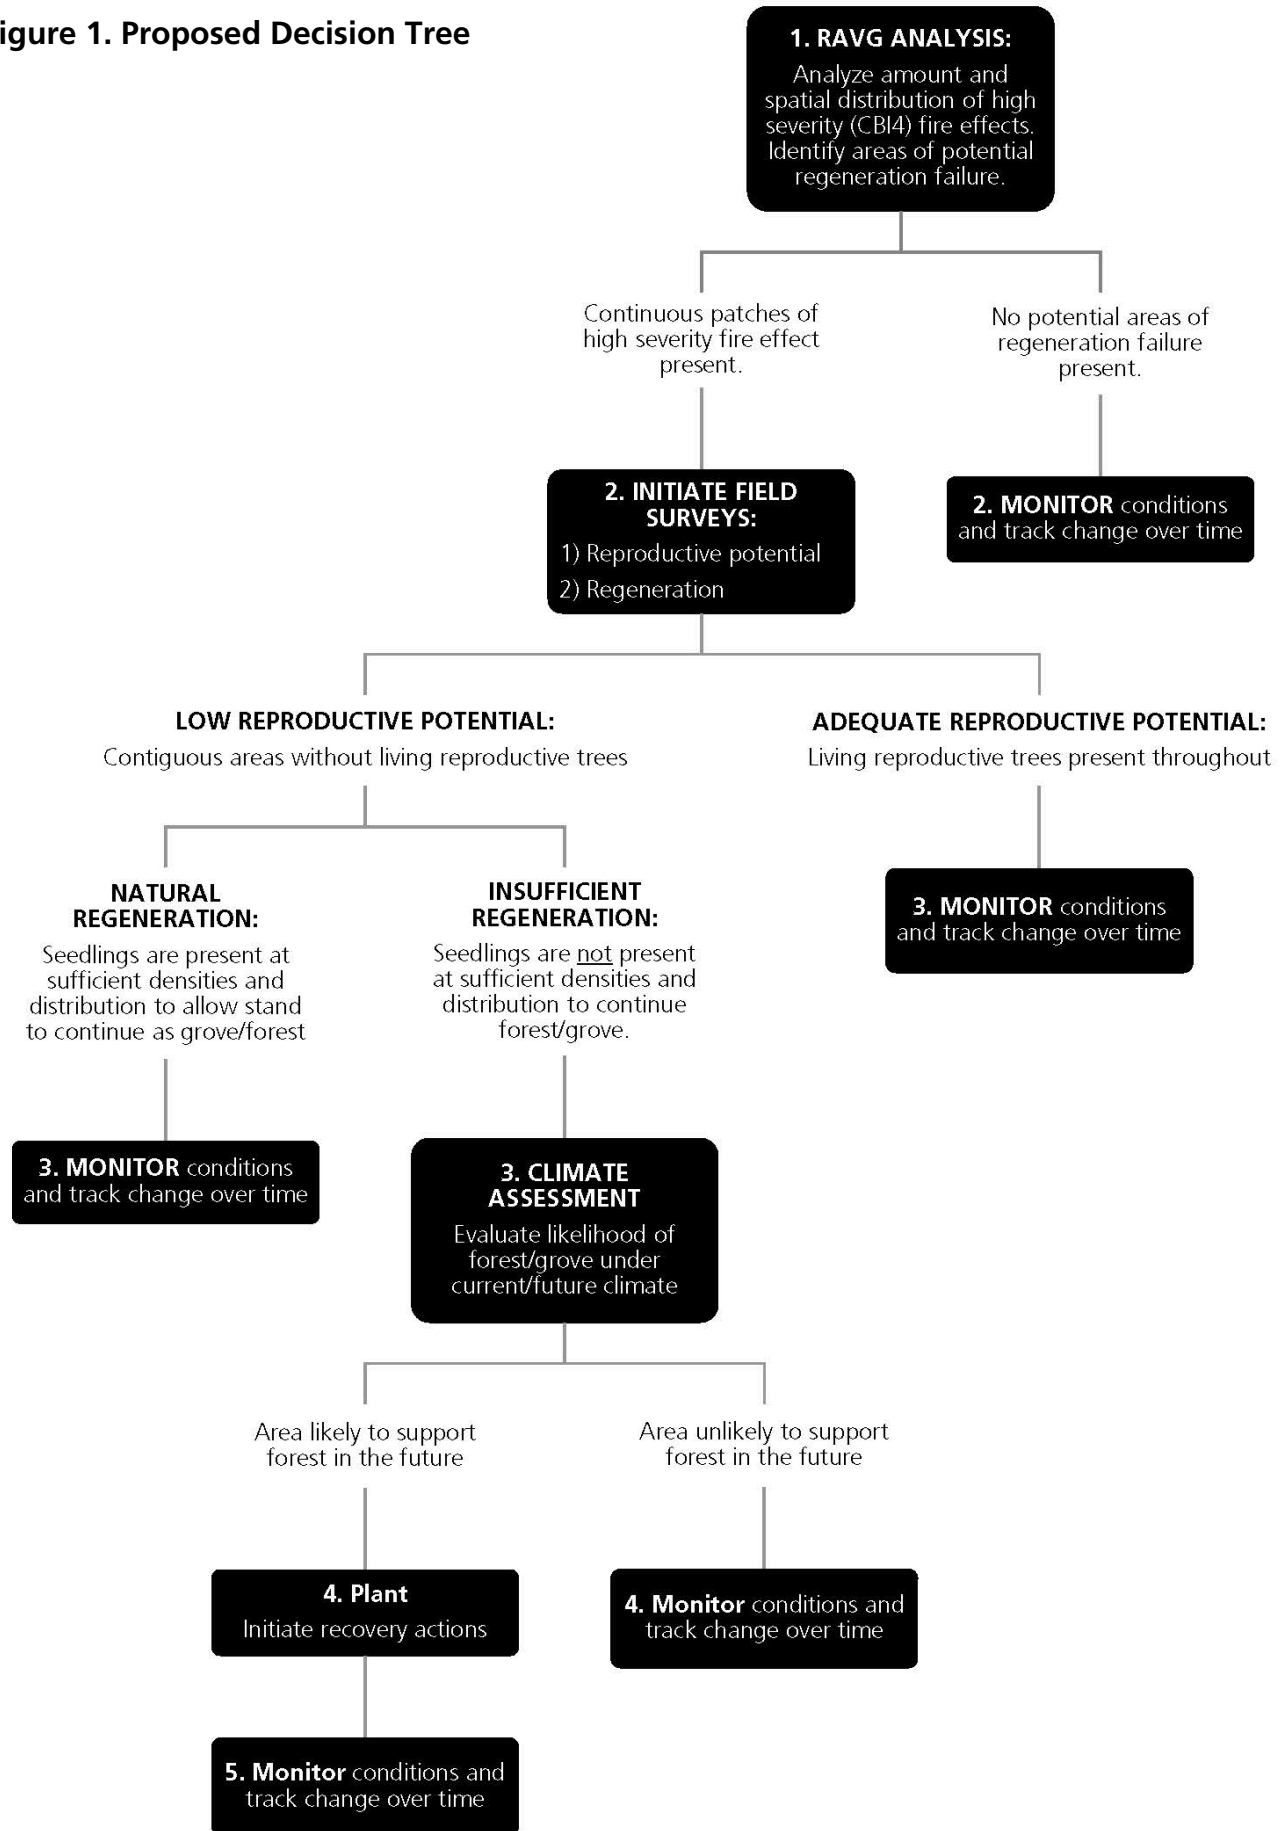 igure 1. Proposed Decision Tree
1. RAVG ANALYSIS:
Analyze amount and
spatial distribution of high
severity (CBI4) fire effects.
Identify areas of potential
regeneration failure.
Continuous patches of
high severity fire effect
present.
No potential areas of
regeneration failure
present.
2. INITIATE FIELD
SURVEYS:
1) Reproductive potential
2) Regeneration
2. MONITOR conditions
and track change over time
LOW REPRODUCTIVE POTENTIAL:
Contiguous areas without living reproductive trees
ADEQUATE REPRODUCTIVE POTENTIAL:
Living reproductive trees present throughout
NATURAL
REGENERATION:
Seedlings are present at
sufficient densities and
distribution to allow stand
to continue as grove/forest
INSUFFICIENT
REGENERATION:
Seedlings are not present
at sufficient densities and
distribution to continue
forest/grove.
3. MONITOR conditions
and track change over time
3. MONITOR conditions
and track change over time
3. CLIMATE
ASSESSMENT
Evaluate likelihood of
forest/grove under
current/future climate
Area likely to support
forest in the future
Area unlikely to support
forest in the future
4. Plant
Initiate recovery actions
4. Monitor conditions and
track change over time
5. Monitor conditions and
track change over time